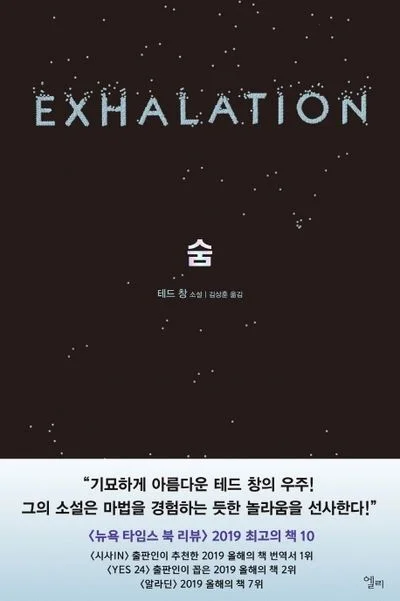 EXHALATION
숨
테드 창 소설 | 김상훈 옮김
“기묘하게 아름다운 테드 창의 우주!
그의 소설은 마법을 경험하는 듯한 놀라움을 선사한다!”
〈뉴욕 타임스 북 리뷰〉 2019 최고의 책 10
〈시사IN〉 출판인이 추천한 2019 올해의 책 번역서 1위
〈YES 24〉 출판인이 꼽은 2019 올해의 책 2위
〈알라딘〉 2019 올해의 책 7위
엘리